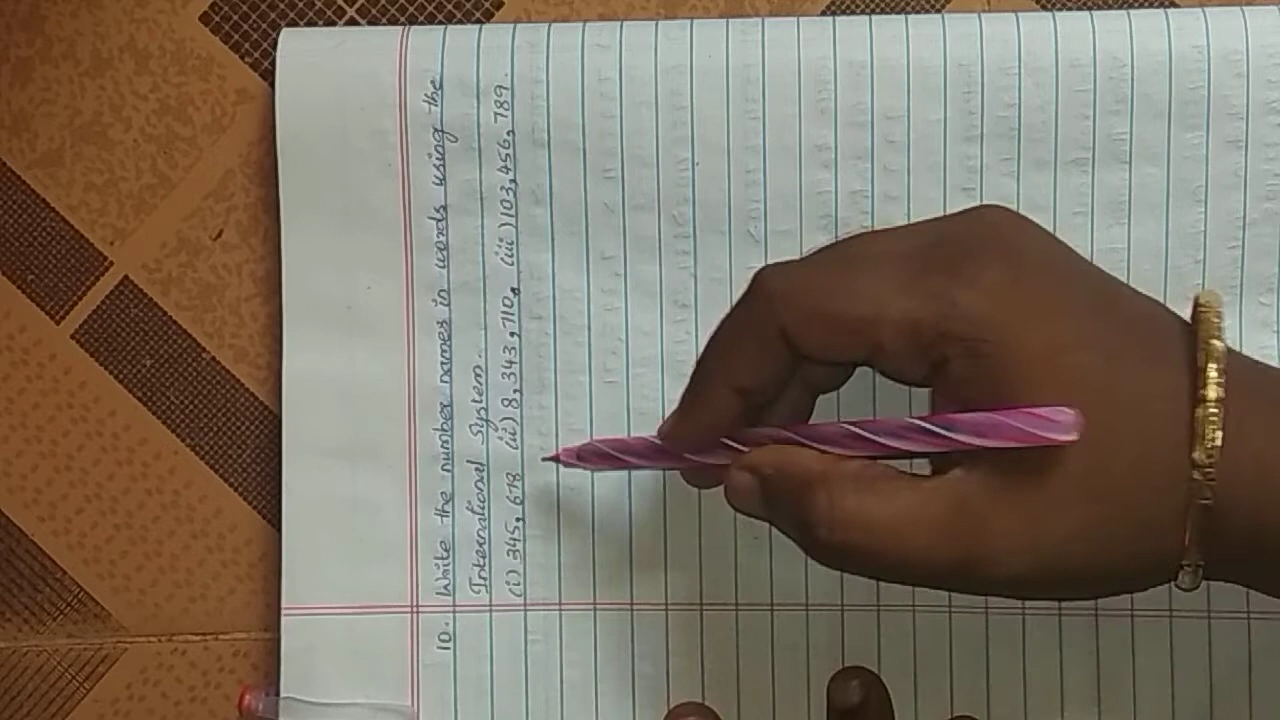 10. Write the number names in words using the
International System.
(i) 345, 678 (ii) 8, 343, 710, (iii) 103, 456, 789.